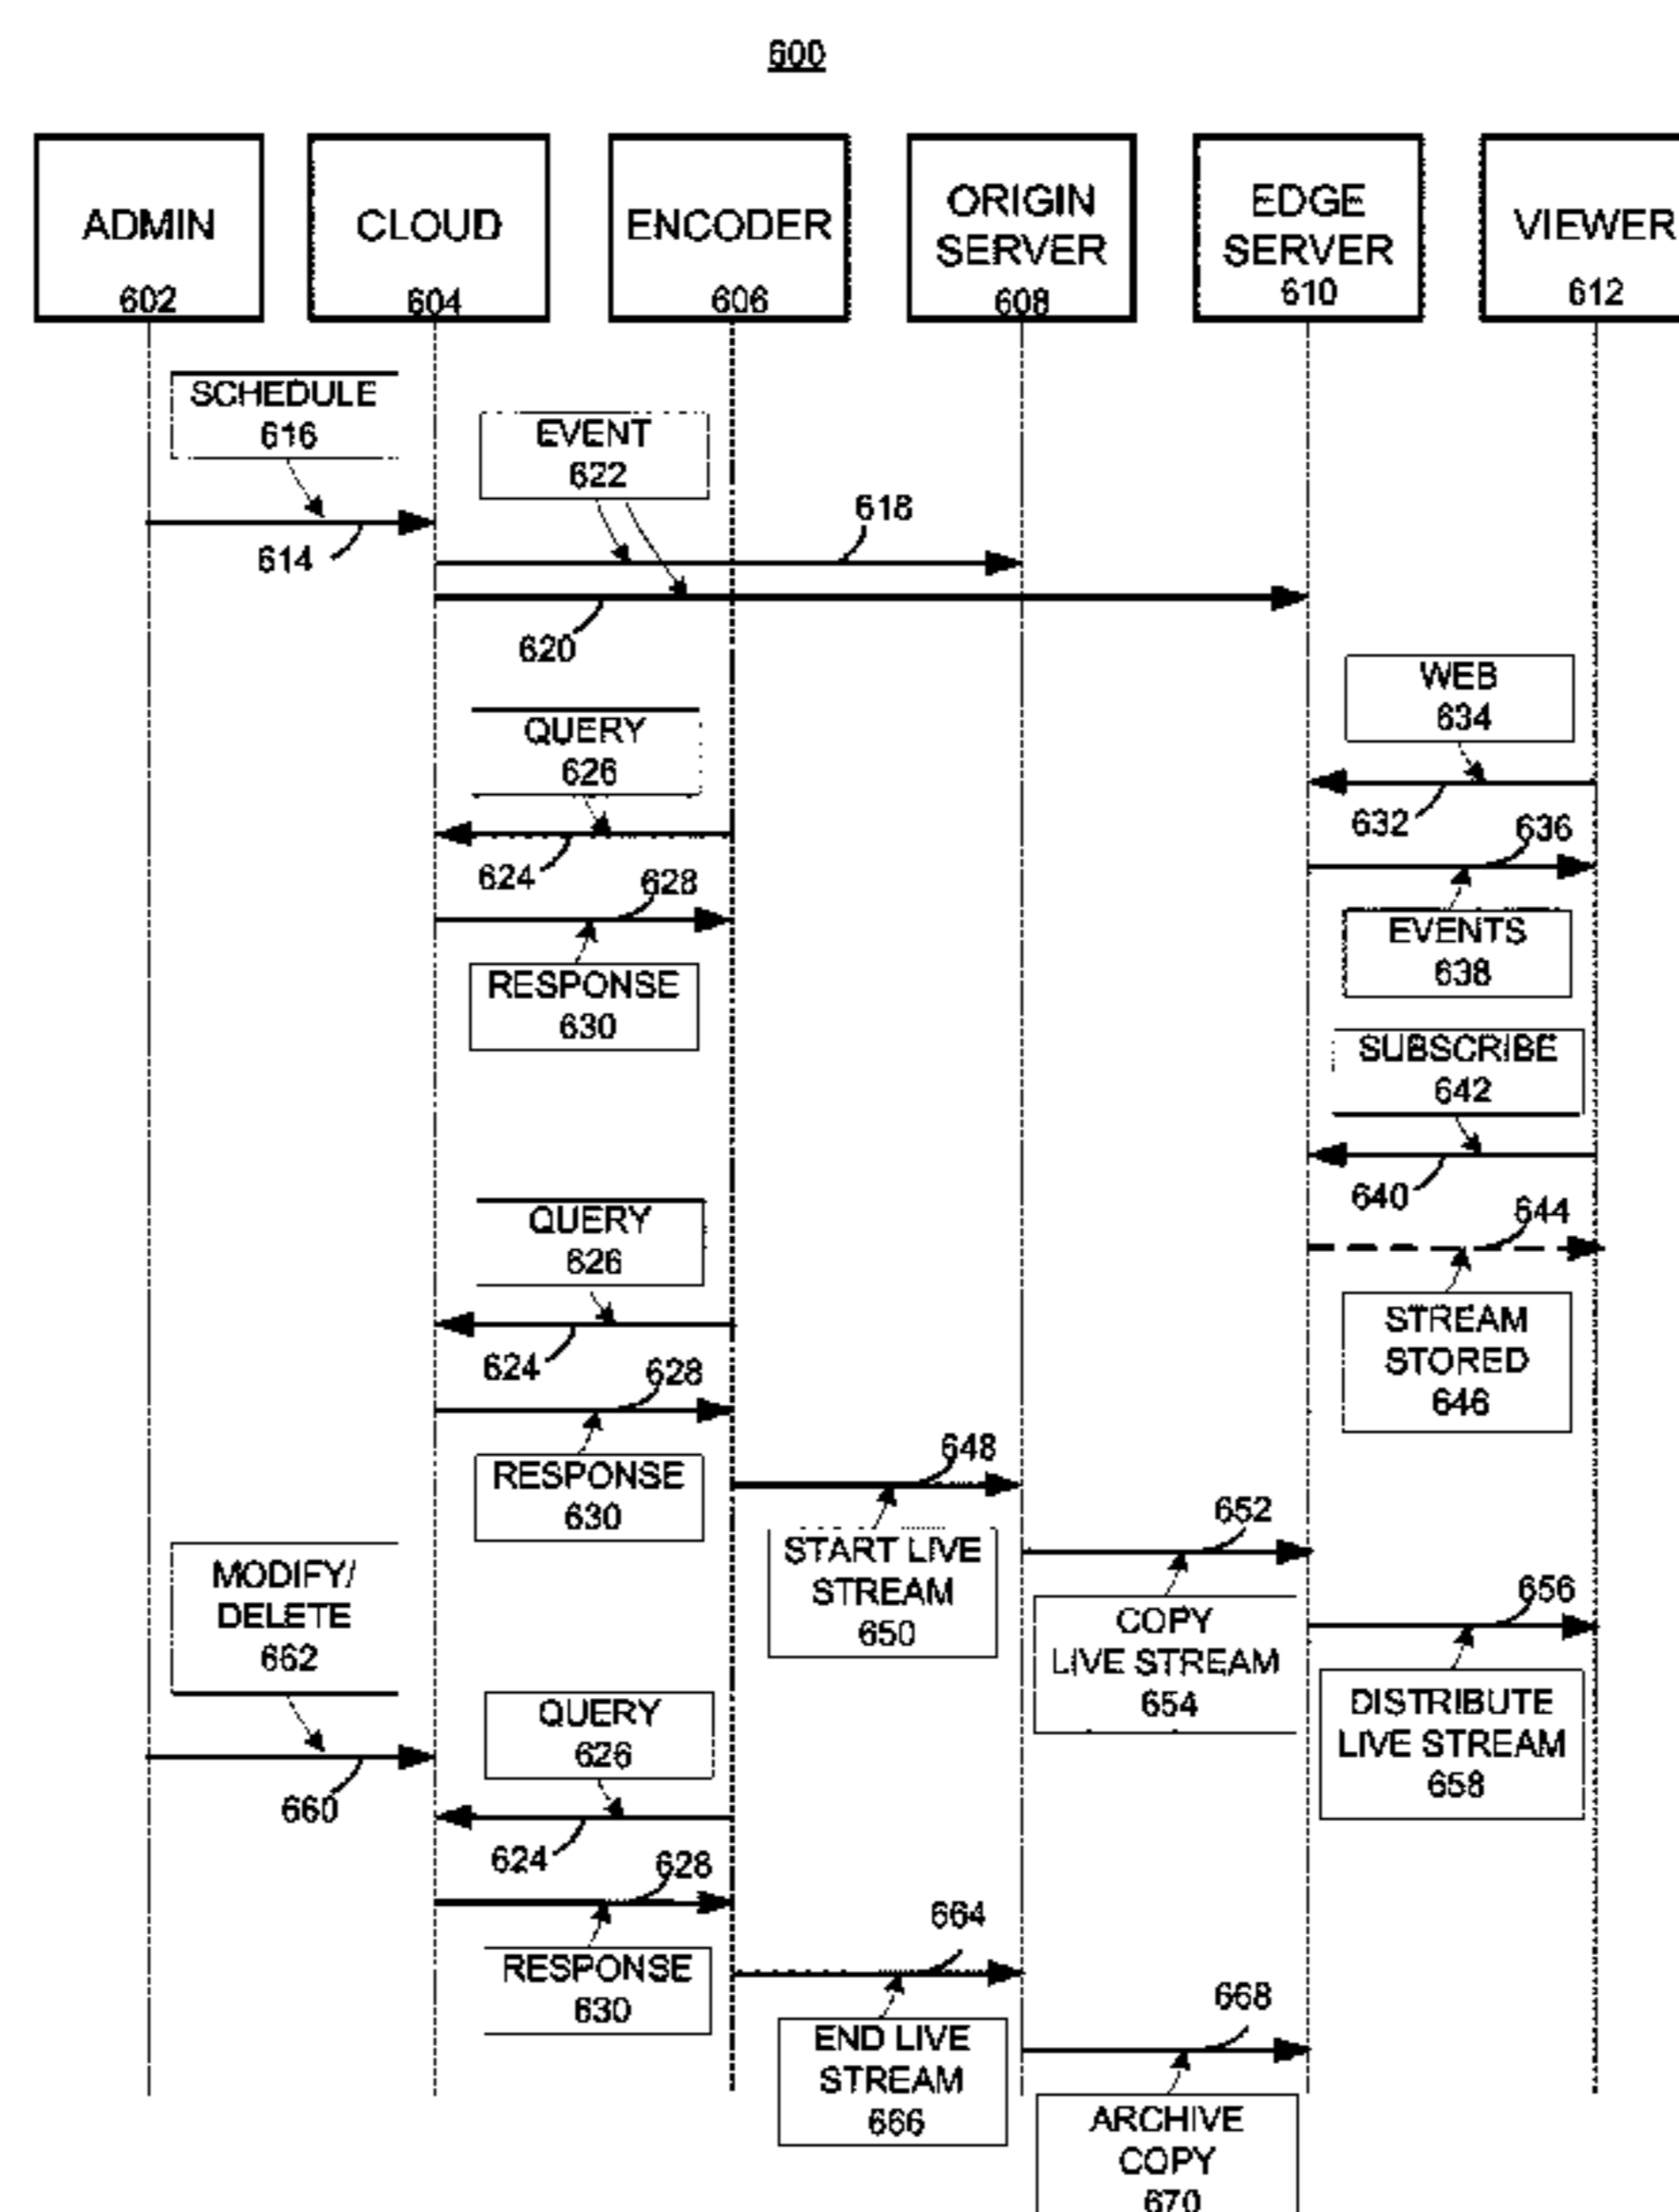 600
ADMIN
602
CLOUD
604
ENCODER
606
ORIGIN
SERVER
608
EDGE
SERVER
610
VIEWER
612
SCHEDULE
616
614
EVENT
622
618
620
WEB
634
632
QUERY
626
624
636
628
EVENTS
638
RESPONSE
630
SUBSCRIBE
642
640
QUERY
626
644
624
STREAM
STORED
646
628
RESPONSE
630
648
START LIVE
STREAM
650
652
COPY
LIVE STREAM
654
656
DISTRIBUTE
LIVE STREAM
658
MODIFY/
DELETE
662
660
QUERY
626
624
628
RESPONSE
630
664
END LIVE
STREAM
666
668
ARCHIVE
COPY
670